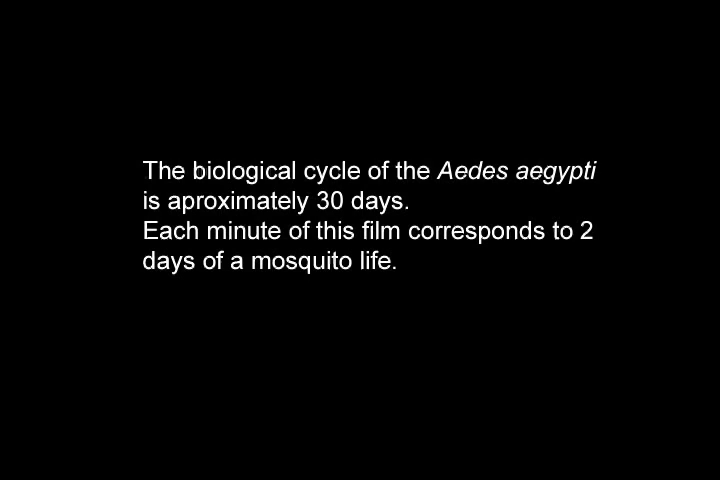 The biological cycle of the Aedes aegypti
is aproximately 30 days.
Each minute of this film corresponds to 2
days of a mosquito life.